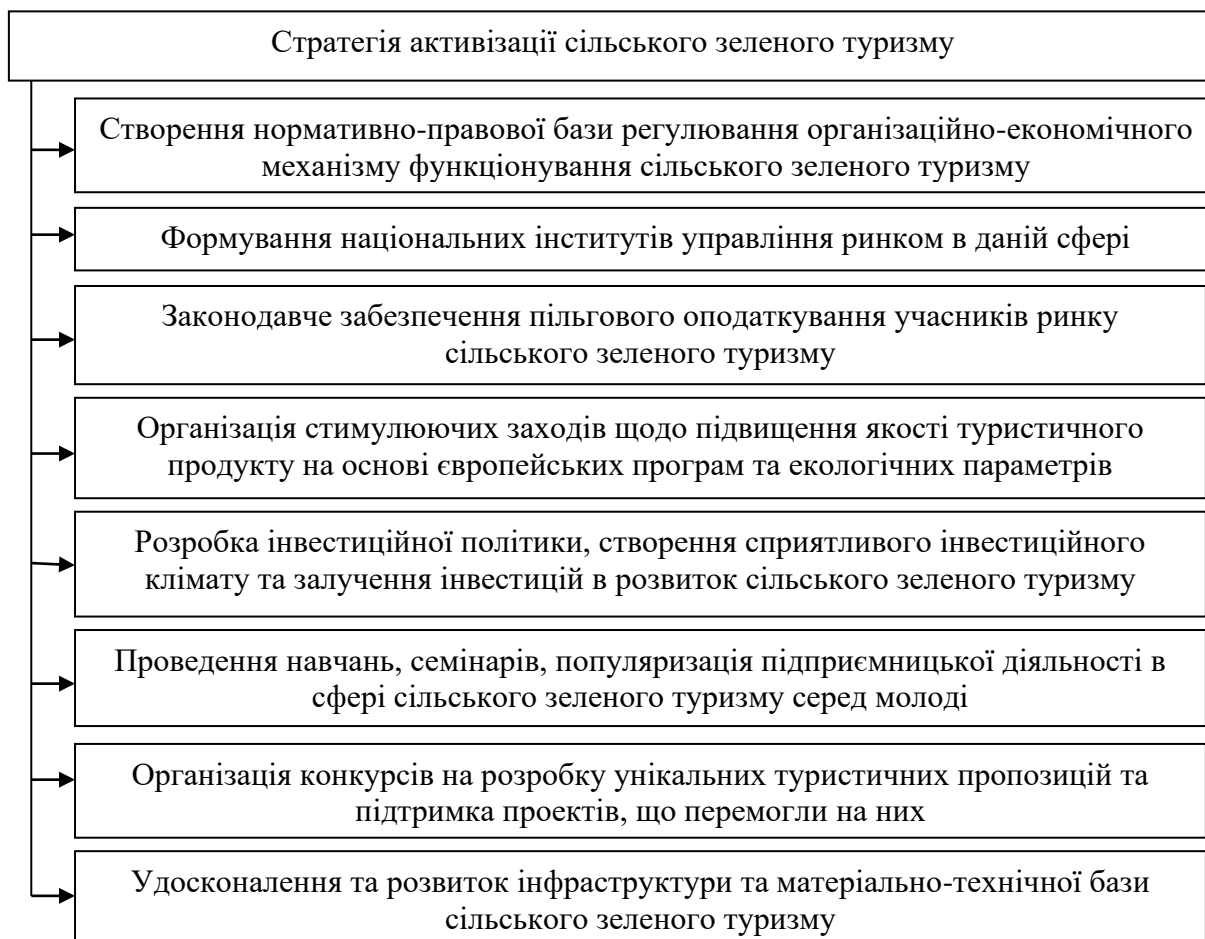 Стратегія активізації сільського зеленого туризму
Створення нормативно-правової бази регулювання організаційно-економічного
механізму функціонування сільського зеленого туризму
Формування національних інститутів управління ринком в даній сфері
Законодавче забезпечення пільгового оподаткування учасників ринку
сільського зеленого туризму
Організація стимулюючих заходів щодо підвищення якості туристичного
продукту на основі європейських програм та екологічних параметрів
Розробка інвестиційної політики, створення сприятливого інвестиційного
клімату та залучення інвестицій в розвиток сільського зеленого туризму
Проведення навчань, семінарів, популяризація підприємницької діяльності в
сфері сільського зеленого туризму серед молоді
Організація конкурсів на розробку унікальних туристичних пропозицій та
підтримка проектів, що перемогли на них
Удосконалення та розвиток інфраструктури та матеріально-технічної бази
сільського зеленого туризму